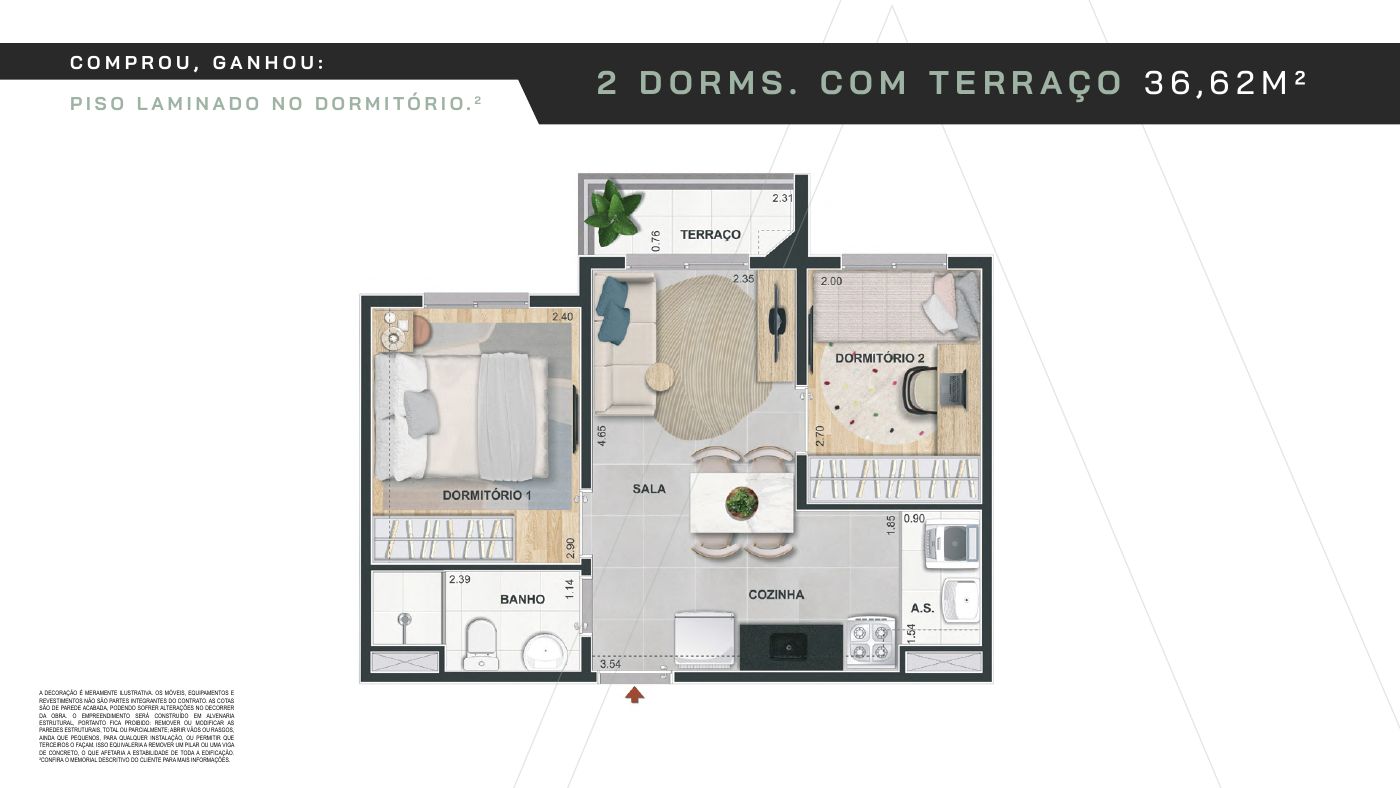 COMPROU, GANHOU:
PISO LAMINADO NO DORMITÓRIO.²
2 DORMS. COM TERRAÇO 36,62M²
2.31
0.76
TERRAÇO
2.35
2.00
2.40
DORMITÓRIO 2
4.65
2.70
SALA
DORMITÓRIO 1
2.90
1.85
0.90
2.39
1.14
BANHO
COZINHA
A.S.
1.54
3.54
A DECORAÇÃO É MERAMENTE ILUSTRATIVA. OS MÓVEIS, EQUIPAMENTOS E
REVESTIMENTOS NÃO SÃO PARTES INTEGRANTES DO CONTRATO. AS COTAS
SÃO DE PAREDE ACABADA, PODENDO SOFRER ALTERAÇÕES NO DECORRER
DA OBRA. O EMPREENDIMENTO SERÁ CONSTRUÍDO EM ALVENARIA
ESTRUTURAL, PORTANTO FICA PROIBIDO: REMOVER OU MODIFICAR AS
PAREDES ESTRUTURAIS, TOTAL OU PARCIALMENTE; ABRIR VÃOS OU RASGOS,
AINDA QUE PEQUENOS, PARA QUALQUER INSTALAÇÃO, OU PERMITIR QUE
TERCEIROS O FAÇAM, ISSO EQUIVALERIA A REMOVER UM PILAR OU UMA VIGA
DE CONCRETO, O QUE AFETARIA A ESTABILIDADE DE TODA A EDIFICAÇÃO.
²CONFIRA O MEMORIAL DESCRITIVO DO CLIENTE PARA MAIS INFORMAÇÕES.